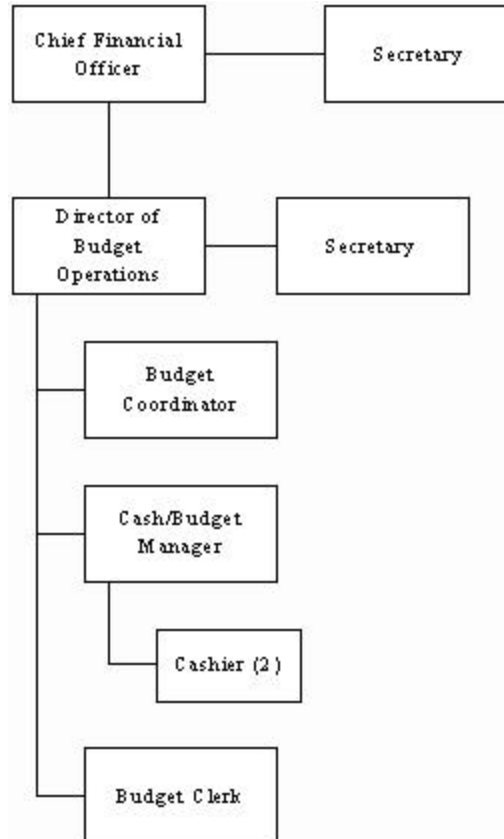 Chief Financial
Officer
Secretary
Director of
Budget
Operations
Secretary
Budget
Coordinator
Cash/Budget
Manager
Cashier (2)
Budget Clerk